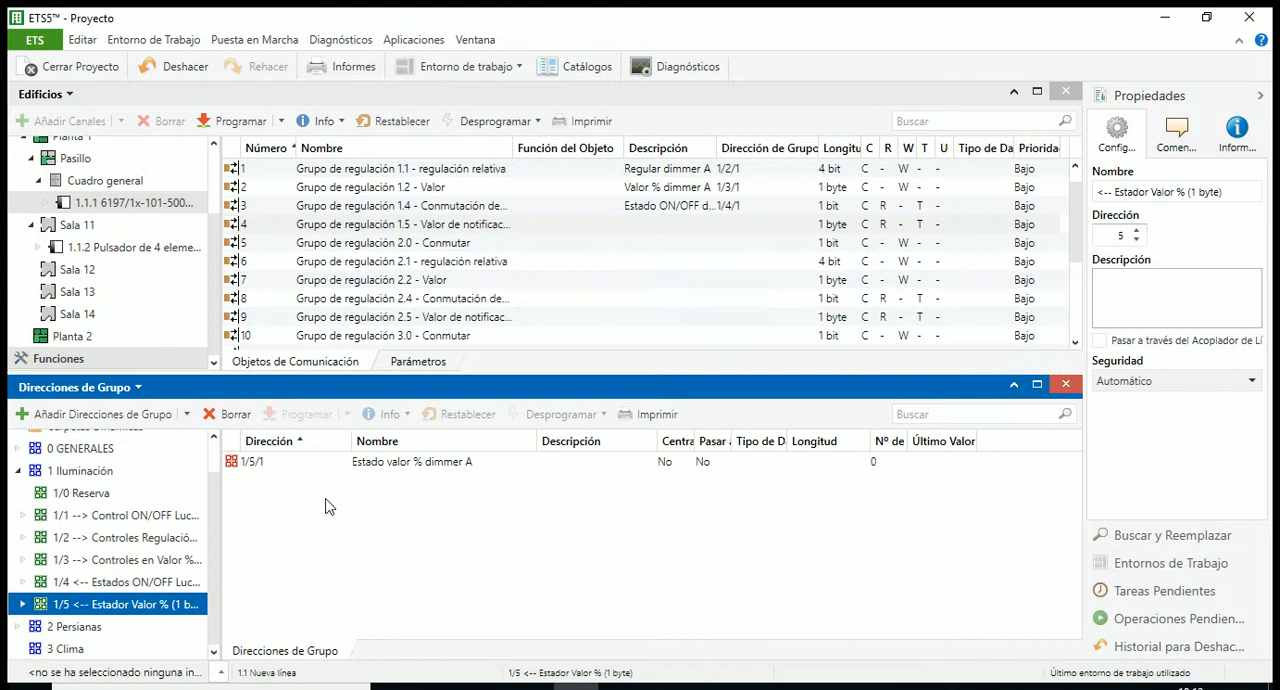 ETS5™ - Proyecto
ETS Editar Entorno de Trabajo Puesta en Marcha Diagnósticos Aplicaciones Ventana
Cerrar Proyecto Deshacer Rehacer Informes Entorno de trabajo Catálogos Diagnósticos
Edificios
Añadir Canales Borrar Programar Info Restablecer Desprogramar Imprimir Buscar
Planta 1
Pasillo
Cuadro general
1.1.1 6197/1x-101-500...
Sala 11
1.1.2 Pulsador de 4 eleme...
Sala 12
Sala 13
Sala 14
Planta 2
Funciones
Número Nombre Función del Objeto Descripción Dirección de Grupo Longitu C R W T U Tipo de Da Priorida
1 Grupo de regulación 1.1 - regulación relativa Regular dimmer A 1/2/1 4 bit C - W - - Bajo
2 Grupo de regulación 1.2 - Valor Valor % dimmer A 1/3/1 1 byte C - W - - Bajo
3 Grupo de regulación 1.4 - Conmutación de... Estado ON/OFF d... 1/4/1 1 bit C R - T - Bajo
4 Grupo de regulación 1.5 - Valor de notificac... 1 byte C R - T - Bajo
5 Grupo de regulación 2.0 - Conmutar 1 bit C - W - - Bajo
6 Grupo de regulación 2.1 - regulación relativa 4 bit C - W - - Bajo
7 Grupo de regulación 2.2 - Valor 1 byte C - W - - Bajo
8 Grupo de regulación 2.4 - Conmutación de... 1 bit C R - T - Bajo
9 Grupo de regulación 2.5 - Valor de notificac... 1 byte C R - T - Bajo
10 Grupo de regulación 3.0 - Conmutar 1 bit C - W - - Bajo
Objetos de Comunicación Parámetros
Direcciones de Grupo
Añadir Direcciones de Grupo Borrar Programar Info Restablecer Desprogramar Imprimir Buscar
Carpetas Dinámicas
0 GENERALES
1 Iluminación
1/0 Reserva
1/1 --> Control ON/OFF Luc...
1/2 --> Controles Regulació...
1/3 --> Controles en Valor %...
1/4 <-- Estados ON/OFF Luc...
1/5 <-- Estador Valor % (1 b...
2 Persianas
3 Clima
Dirección Nombre Descripción Centra Pasar a Tipo de D Longitud Nº de Último Valor
1/5/1 Estado valor % dimmer A No No 0
Direcciones de Grupo
Propiedades
Config... Comen... Inform...
Nombre
<-- Estador Valor % (1 byte)
Dirección
5
Descripción
Pasar a través del Acoplador de Lí
Seguridad
Automático
Buscar y Reemplazar
Entornos de Trabajo
Tareas Pendientes
Operaciones Pendien...
Historial para Deshac...
<no se ha seleccionado ninguna in... 1.1 Nueva línea 1/5 <-- Estador Valor % (1 byte) Último entorno de trabajo utilizado